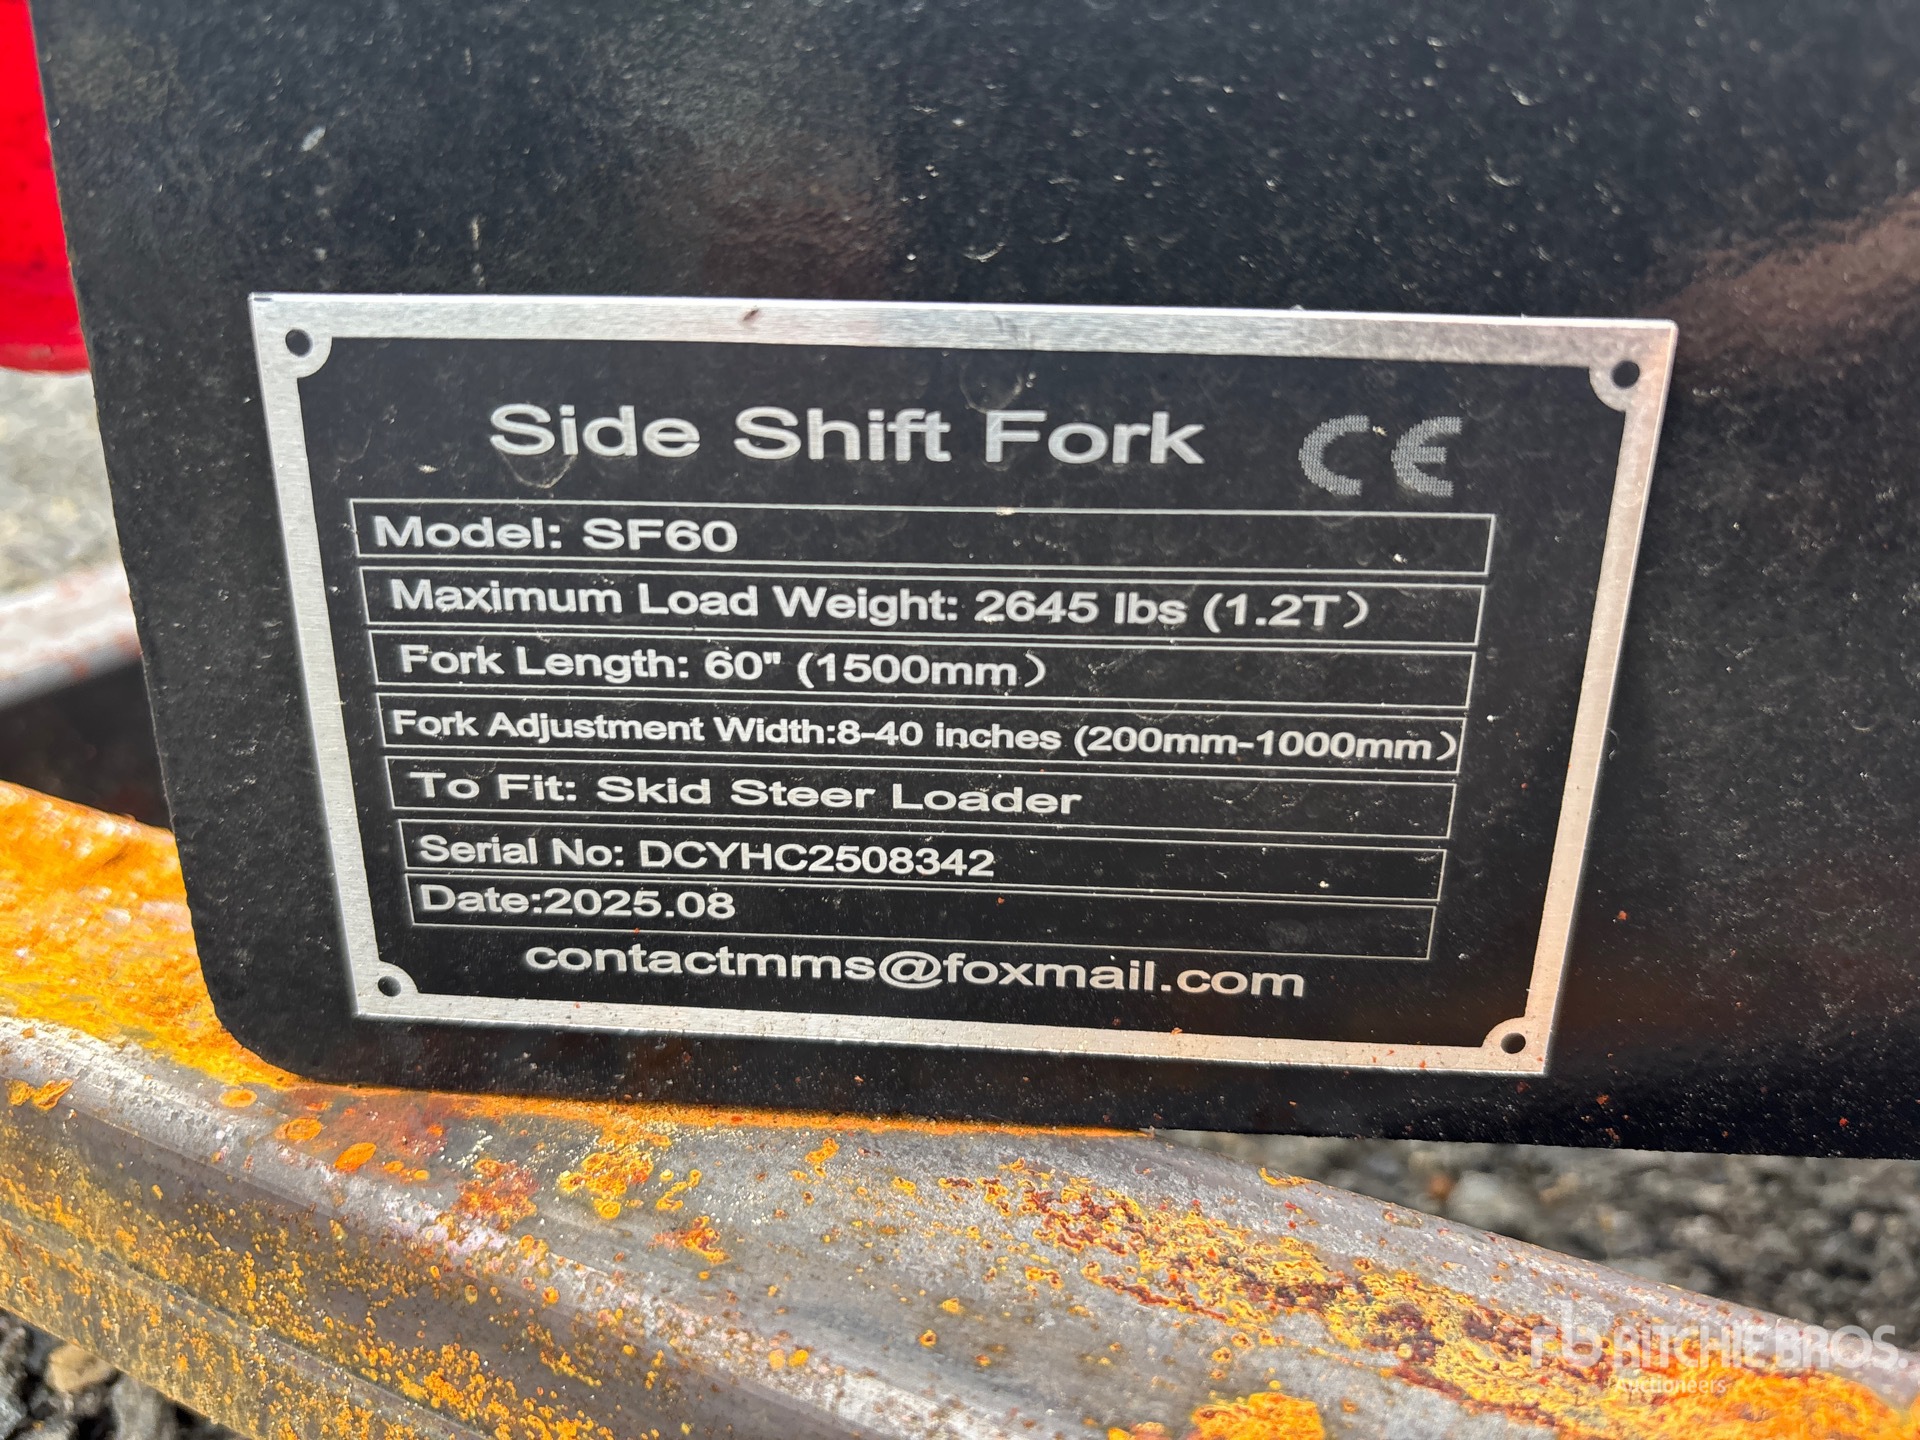 Side Shift Fork CE
Model: SF60
Maximum Load Weight: 2645 lbs (1.2T)
Fork Length: 60" (1500mm)
Fork Adjustment Width:8-40 inches (200mm-1000mm)
To Fit: Skid Steer Loader
Serial No: DCYHC2508342
Date:2025.08
contactmms@foxmail.com
rb RITCHIE BROS.
Auctioneers